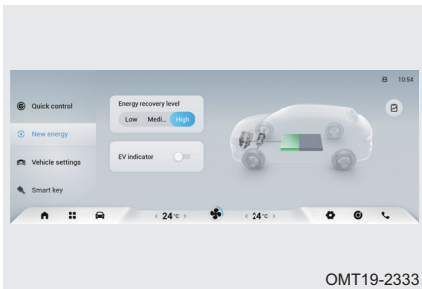 10:54
Quick control
Energy recovery level
Low Medi... High
New energy
EV indicator
Vehicle settings
Smart key
‹ 24 °C ›
‹ 24 °C ›
OMT19-2333